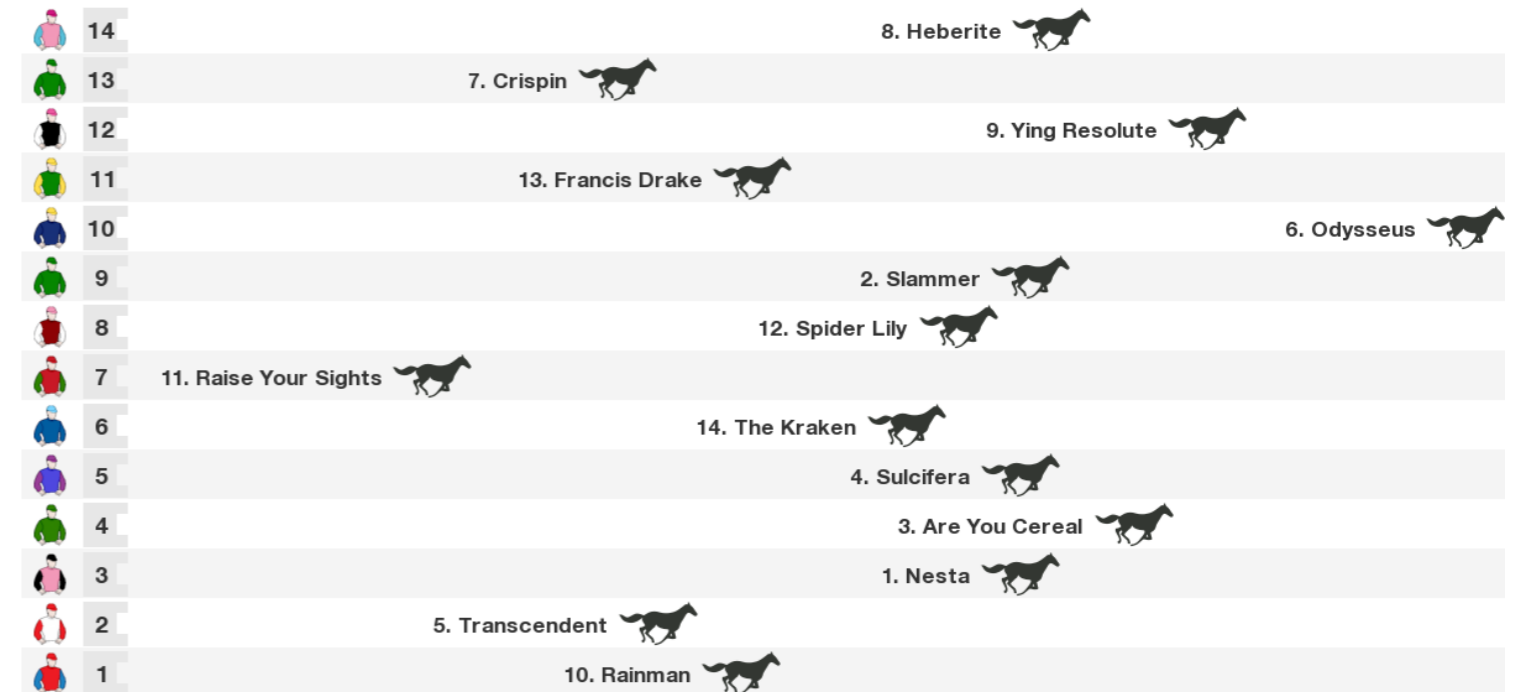 14 8. Heberite
13 7. Crispin
12 9. Ying Resolute
11 13. Francis Drake
10 6. Odysseus
9 2. Slammer
8 12. Spider Lily
7 11. Raise Your Sights
6 14. The Kraken
5 4. Sulcifera
4 3. Are You Cereal
3 1. Nesta
2 5. Transcendent
1 10. Rainman